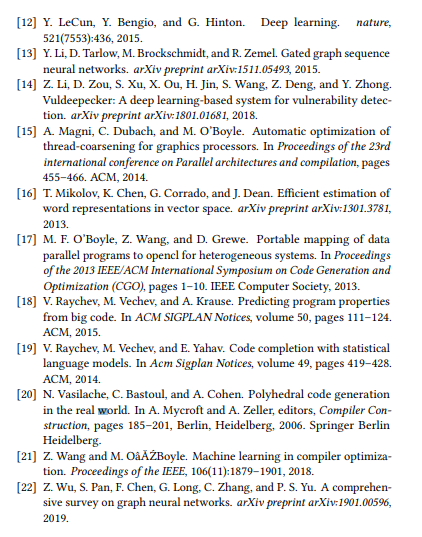 [12] Y. LeCun, Y. Bengio, and G. Hinton. Deep learning. nature,
521(7553):436, 2015.
[13] Y. Li, D. Tarlow, M. Brockschmidt, and R. Zemel. Gated graph sequence
neural networks. arXiv preprint arXiv:1511.05493, 2015.
[14] Z. Li, D. Zou, S. Xu, X. Ou, H. Jin, S. Wang, Z. Deng, and Y. Zhong.
Vuldeepecker: A deep learning-based system for vulnerability detec-
tion. arXiv preprint arXiv:1801.01681, 2018.
[15] A. Magni, C. Dubach, and M. O'Boyle. Automatic optimization of
thread-coarsening for graphics processors. In Proceedings of the 23rd
international conference on Parallel architectures and compilation, pages
455–466. ACM, 2014.
[16] T. Mikolov, K. Chen, G. Corrado, and J. Dean. Efficient estimation of
word representations in vector space. arXiv preprint arXiv:1301.3781,
2013.
[17] M. F. O'Boyle, Z. Wang, and D. Grewe. Portable mapping of data
parallel programs to opencl for heterogeneous systems. In Proceedings
of the 2013 IEEE/ACM International Symposium on Code Generation and
Optimization (CGO), pages 1–10. IEEE Computer Society, 2013.
[18] V. Raychev, M. Vechev, and A. Krause. Predicting program properties
from big code. In ACM SIGPLAN Notices, volume 50, pages 111–124.
ACM, 2015.
[19] V. Raychev, M. Vechev, and E. Yahav. Code completion with statistical
language models. In Acm Sigplan Notices, volume 49, pages 419–428.
ACM, 2014.
[20] N. Vasilache, C. Bastoul, and A. Cohen. Polyhedral code generation
in the real world. In A. Mycroft and A. Zeller, editors, Compiler Con-
struction, pages 185–201, Berlin, Heidelberg, 2006. Springer Berlin
Heidelberg.
[21] Z. Wang and M. OâĂŹBoyle. Machine learning in compiler optimiza-
tion. Proceedings of the IEEE, 106(11):1879–1901, 2018.
[22] Z. Wu, S. Pan, F. Chen, G. Long, C. Zhang, and P. S. Yu. A comprehen-
sive survey on graph neural networks. arXiv preprint arXiv:1901.00596,
2019.